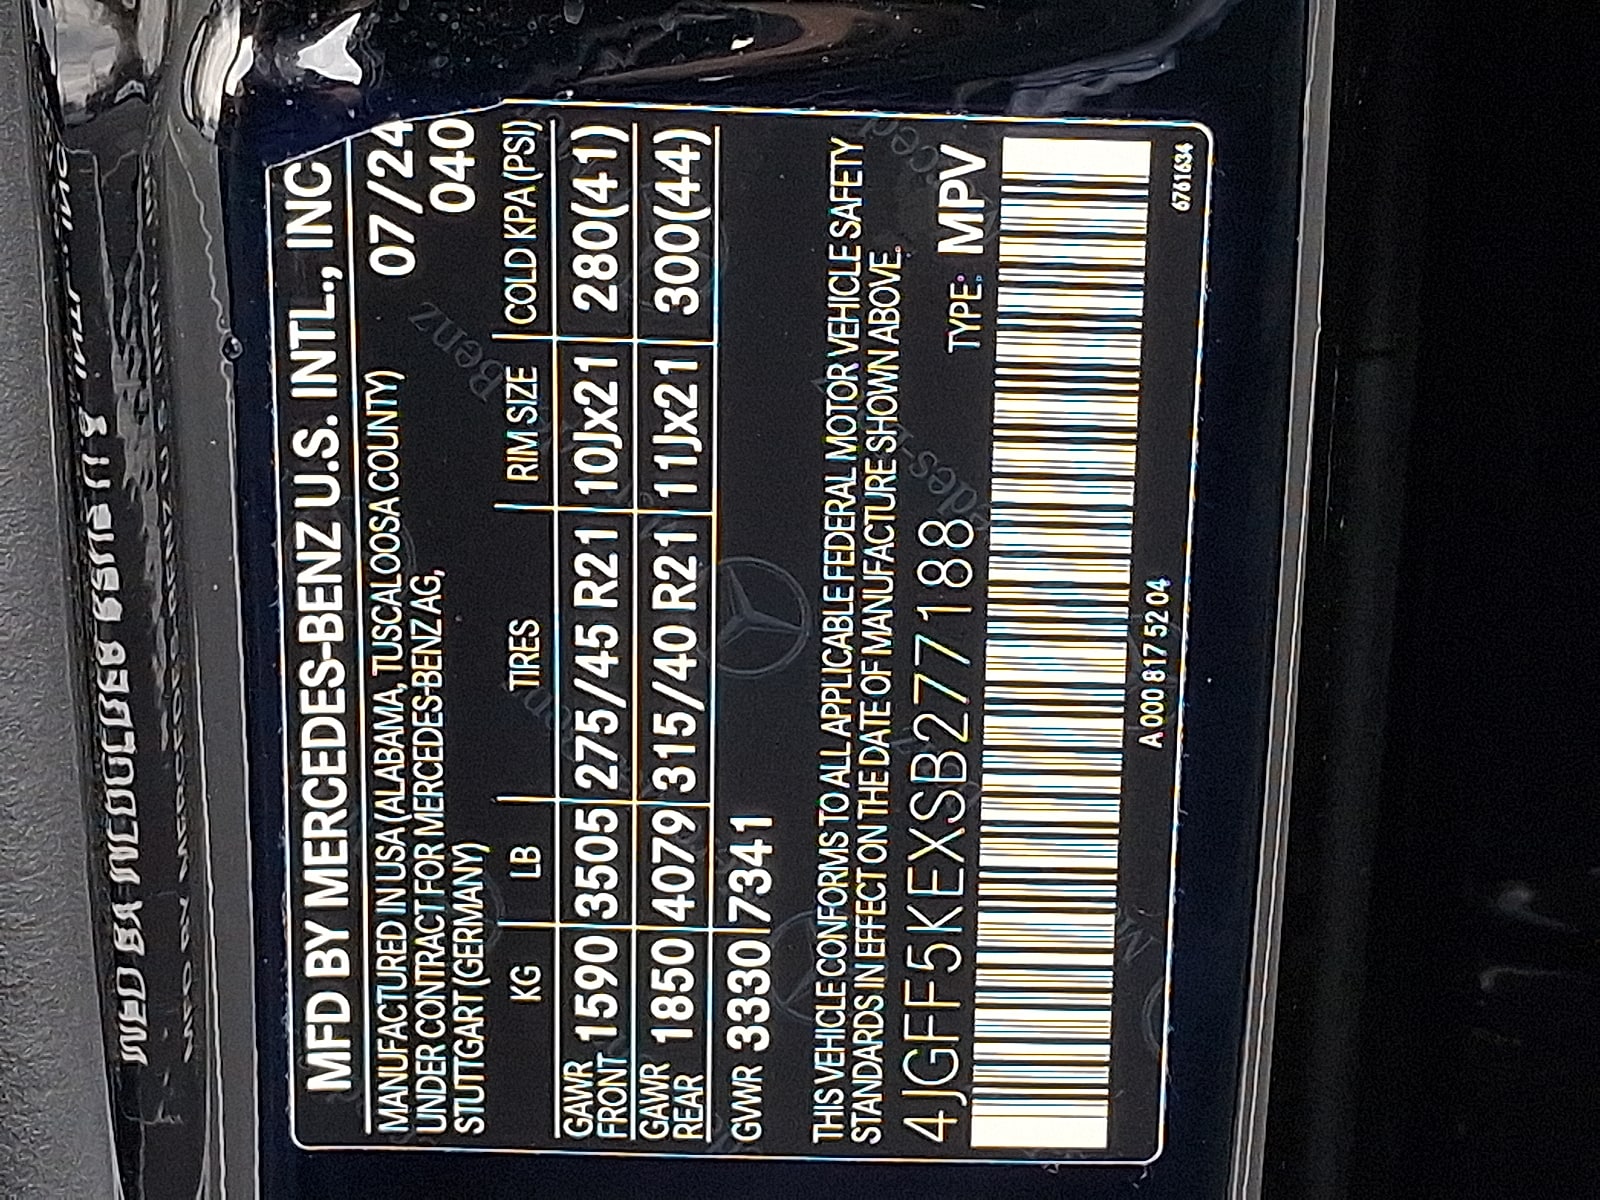 MFD BY MERCEDES-BENZ U.S. INTL., INC
MANUFACTURED IN USA (ALABAMA, TUSCALOOSA COUNTY) 07/24
UNDER CONTRACT FOR MERCEDES-BENZ AG, 040
STUTTGART (GERMANY)
KG LB TIRES RIM SIZE COLD KPA (PSI)
GAWR FRONT 1590 3505 275/45 R21 10Jx21 280(41)
GAWR REAR 1850 4079 315/40 R21 11Jx21 300(44)
GVWR 3330 7341
THIS VEHICLE CONFORMS TO ALL APPLICABLE FEDERAL MOTOR VEHICLE SAFETY
STANDARDS IN EFFECT ON THE DATE OF MANUFACTURE SHOWN ABOVE.
4JGFF5KEXSB277188 TYPE: MPV
A 000 817 52 04
6761634